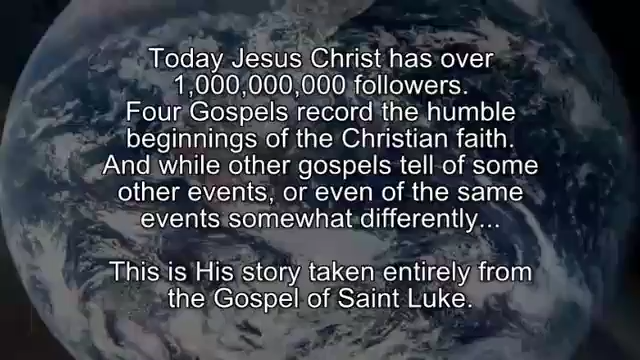 Today Jesus Christ has over
1,000,000,000 followers.
Four Gospels record the humble
beginnings of the Christian faith.
And while other gospels tell of some
other events, or even of the same
events somewhat differently...
This is His story taken entirely from
the Gospel of Saint Luke.